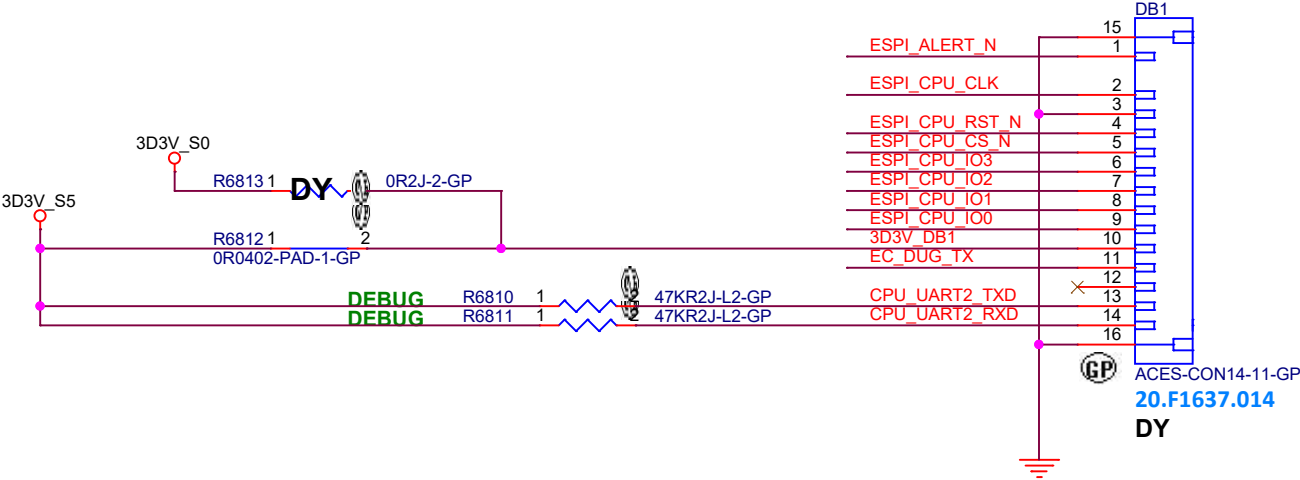 DB1
15
ESPI_ALERT_N 1
ESPI_CPU_CLK 2
3
ESPI_CPU_RST_N 4
ESPI_CPU_CS_N 5
ESPI_CPU_IO3 6
ESPI_CPU_IO2 7
ESPI_CPU_IO1 8
ESPI_CPU_IO0 9
3D3V_DB1 10
EC_DUG_TX 11
12
CPU_UART2_TXD 13
CPU_UART2_RXD 14
16
3D3V_S0
R6813 1 DY 0R2J-2-GP
3D3V_S5
R6812 1 2
0R0402-PAD-1-GP
DEBUG R6810 1 47KR2J-L2-GP
DEBUG R6811 1 2 47KR2J-L2-GP
GP
ACES-CON14-11-GP
20.F1637.014
DY